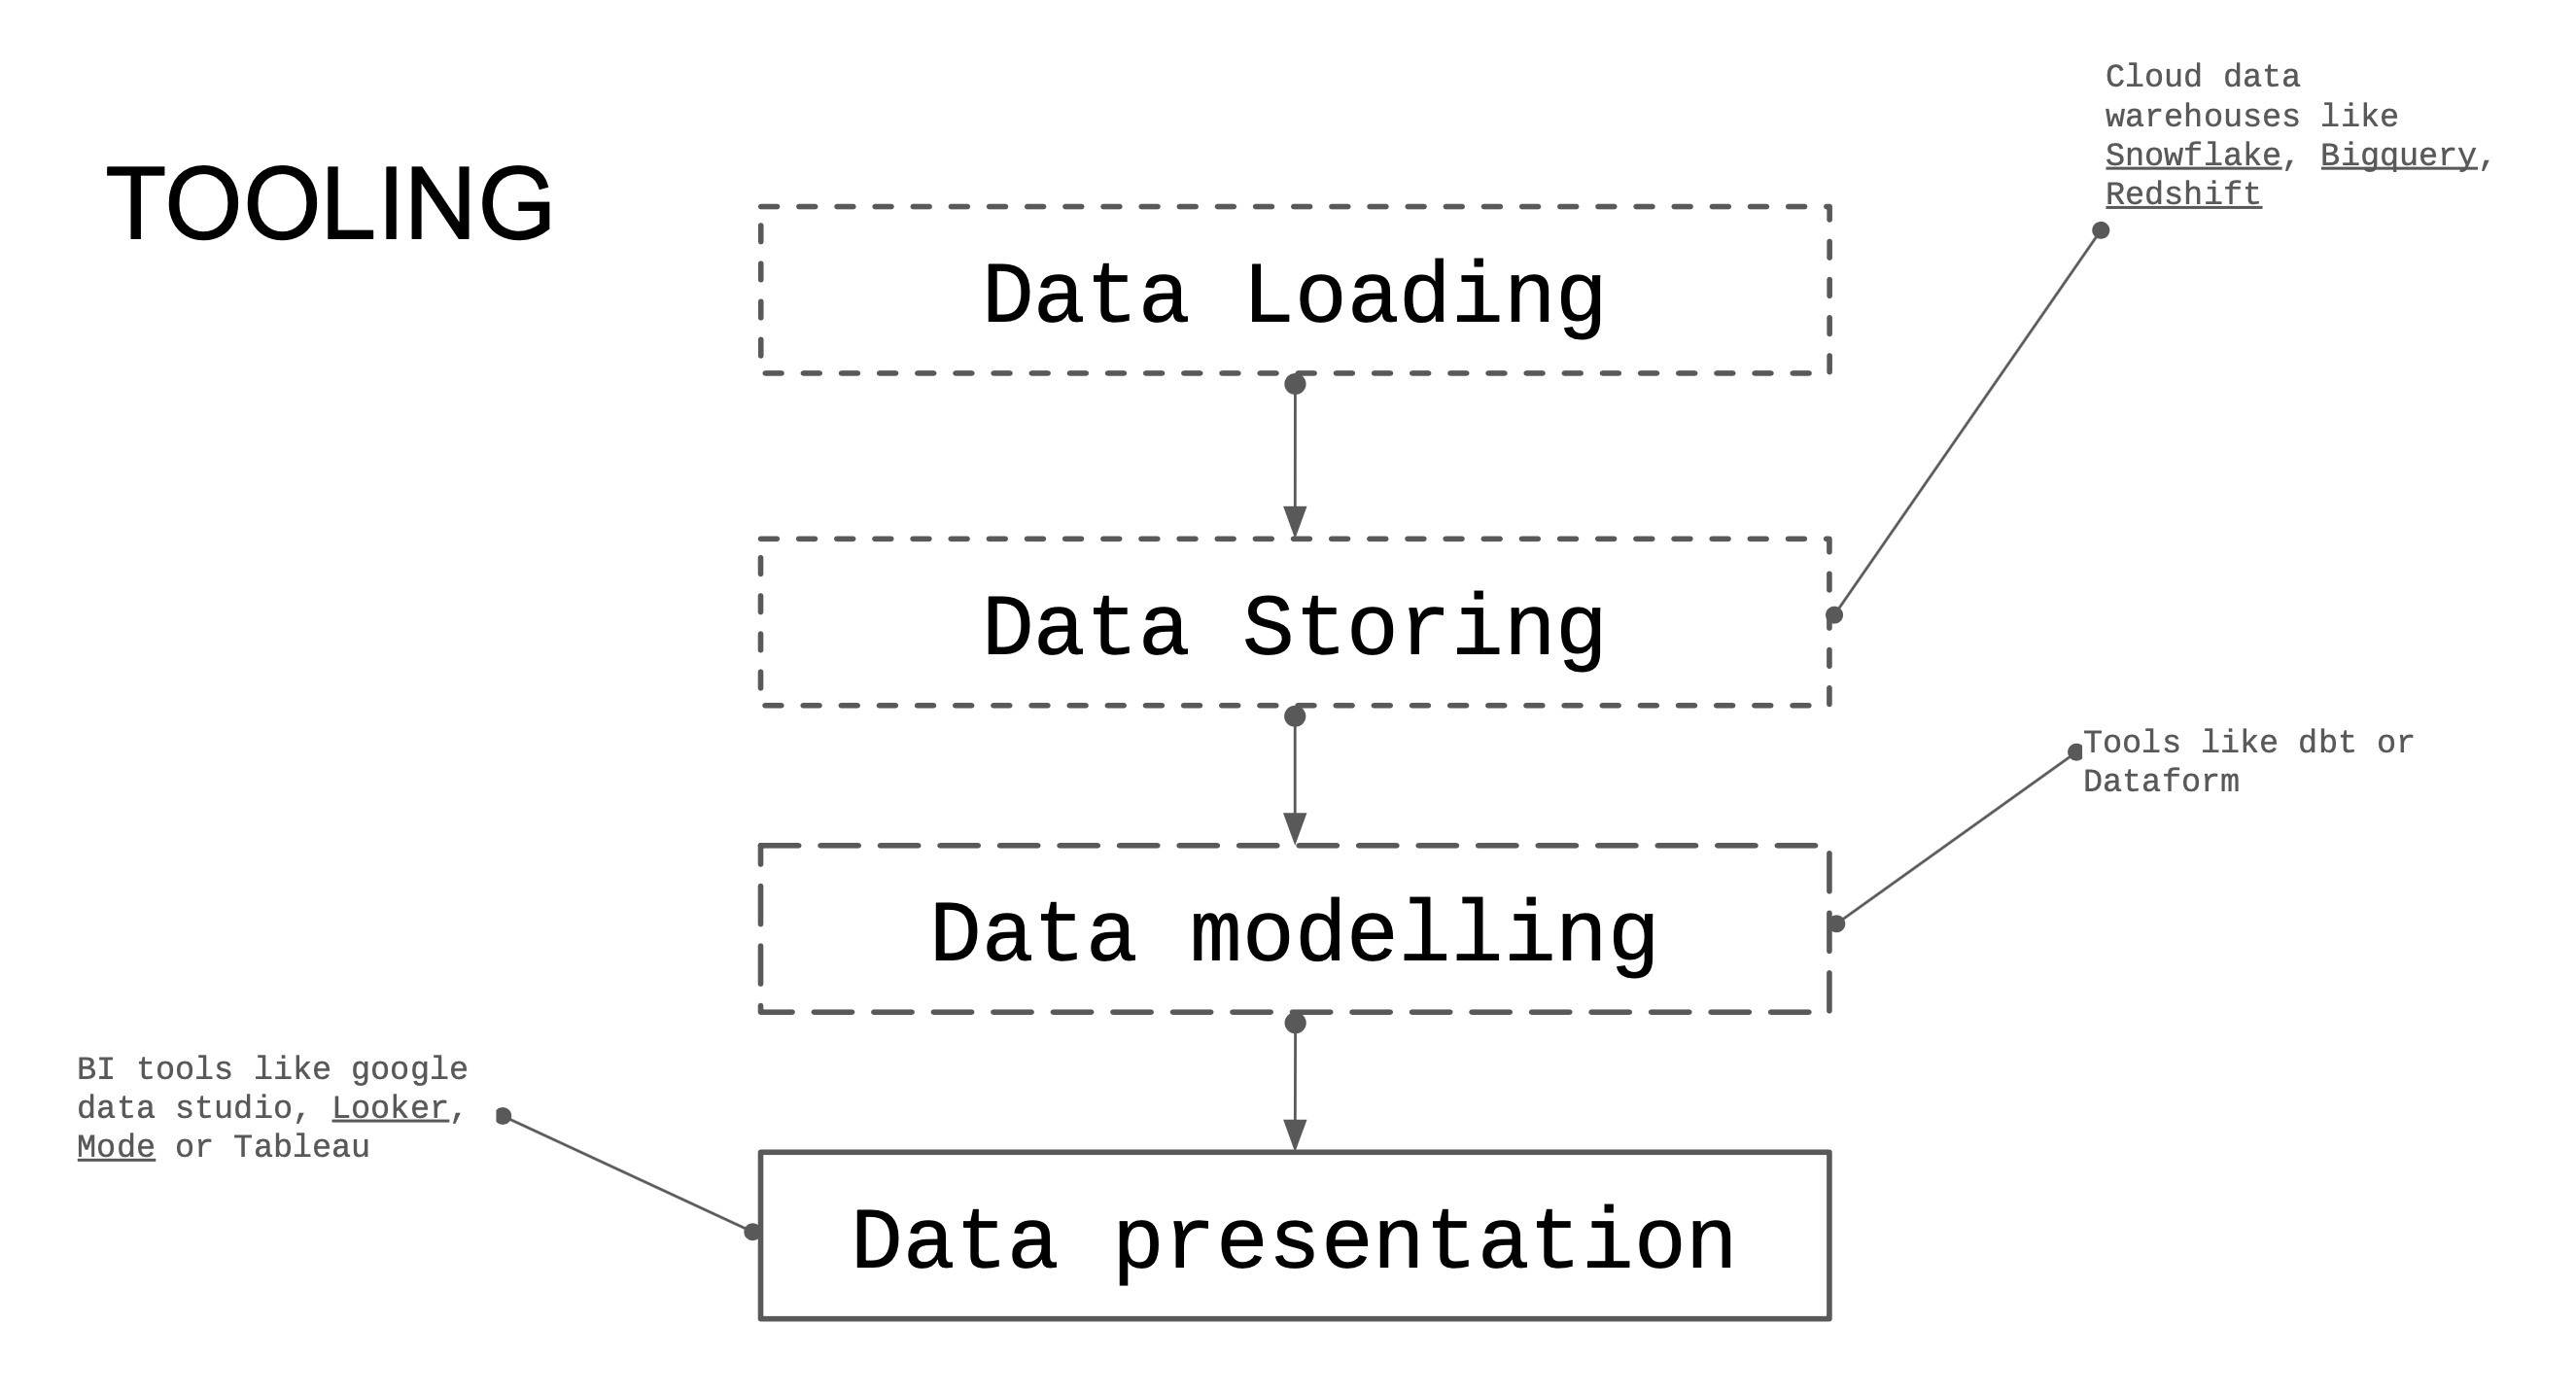 TOOLING
Cloud data
warehouses like
Snowflake, Bigquery,
Redshift
Data Loading
Data Storing
Tools like dbt or
Dataform
Data modelling
BI tools like google
data studio, Looker,
Mode or Tableau
Data presentation